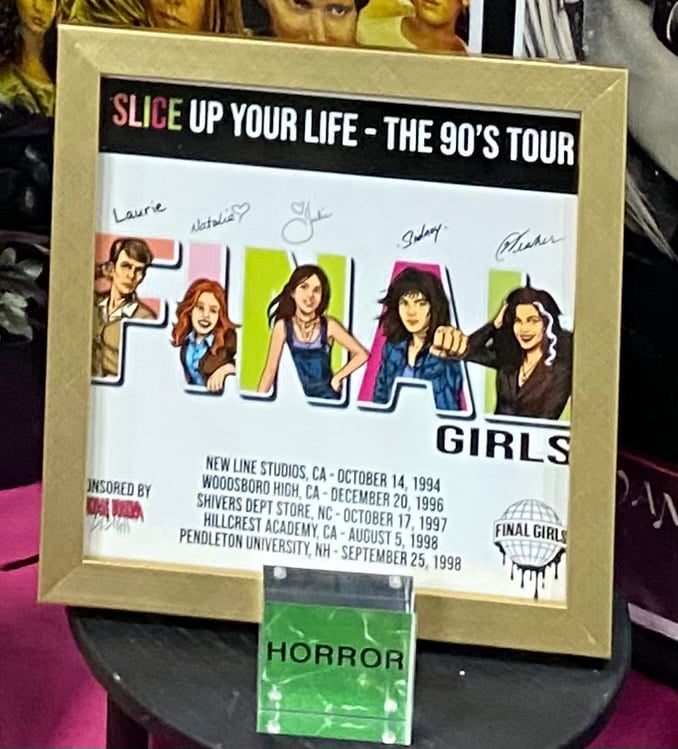 SLICE UP YOUR LIFE - THE 90'S TOUR
Laurie Natalie Sidney
FINAL
GIRLS
NEW LINE STUDIOS, CA - OCTOBER 14, 1994
WOODSBORO HIGH, CA - DECEMBER 20, 1996
SHIVERS DEPT STORE, NC - OCTOBER 17, 1997
HILLCREST ACADEMY, CA - AUGUST 5, 1998
PENDLETON UNIVERSITY, NH - SEPTEMBER 25, 1998
NSORED BY
FINAL GIRLS
HORROR